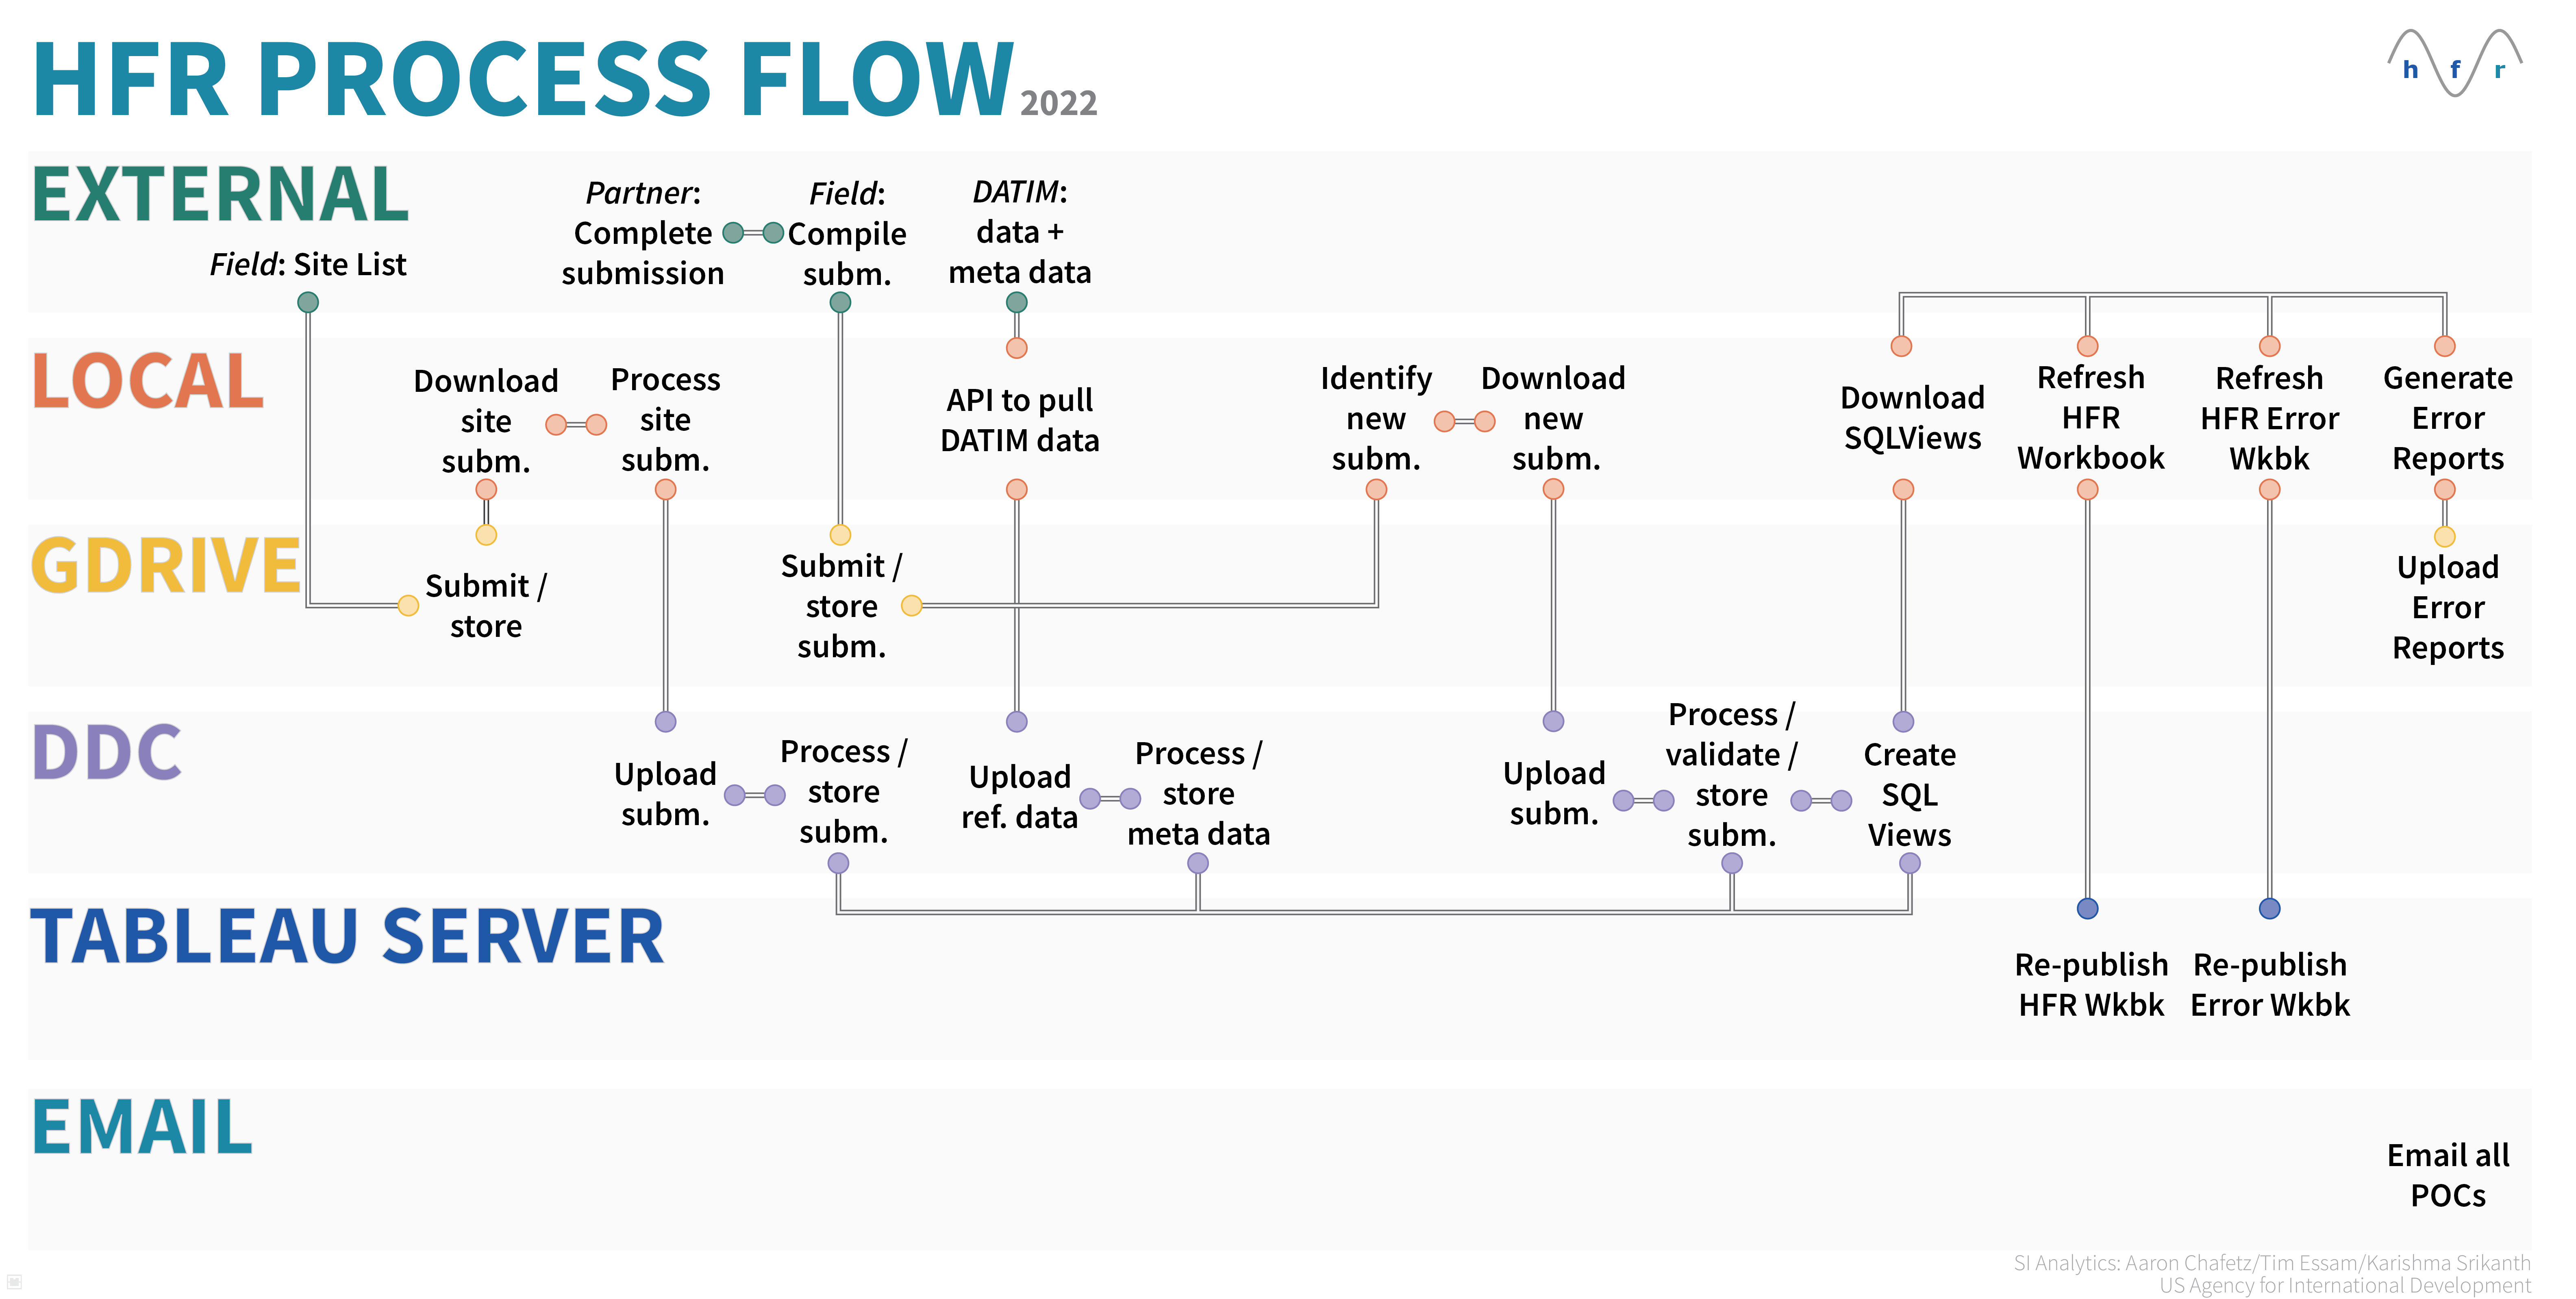 HFR PROCESS FLOW 2022
h f r
EXTERNAL
Field: Site List
Partner:
Complete
submission
Field:
Compile
subm.
DATIM:
data +
meta data
LOCAL
Download
site
subm.
Process
site
subm.
API to pull
DATIM data
Identify
new
subm.
Download
new
subm.
Download
SQLViews
Refresh
HFR
Workbook
Refresh
HFR Error
Wkbk
Generate
Error
Reports
GDRIVE
Submit /
store
Submit /
store
subm.
Upload
Error
Reports
DDC
Upload
subm.
Process /
store
subm.
Upload
ref. data
Process /
store
meta data
Upload
subm.
Process /
validate /
store
subm.
Create
SQL
Views
TABLEAU SERVER
Re-publish
HFR Wkbk
Re-publish
Error Wkbk
EMAIL
Email all
POCs
SI Analytics: Aaron Chafetz/Tim Essam/Karishma Srikanth
US Agency for International Development